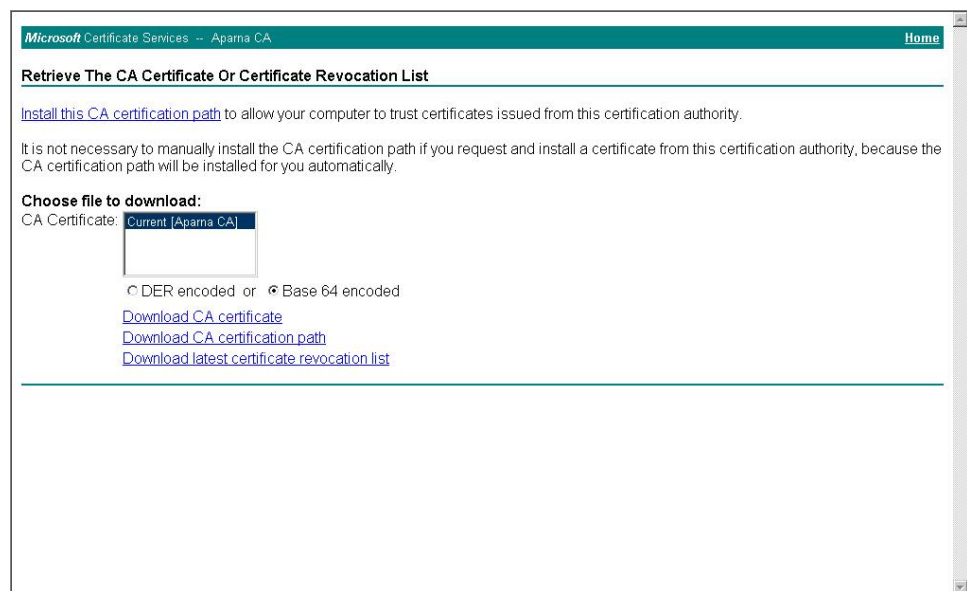 Microsoft Certificate Services -- Aparna CA Home
Retrieve The CA Certificate Or Certificate Revocation List
Install this CA certification path to allow your computer to trust certificates issued from this certification authority.
It is not necessary to manually install the CA certification path if you request and install a certificate from this certification authority, because the
CA certification path will be installed for you automatically.
Choose file to download:
CA Certificate: Current [Aparna CA]
DER encoded or Base 64 encoded
Download CA certificate
Download CA certification path
Download latest certificate revocation list